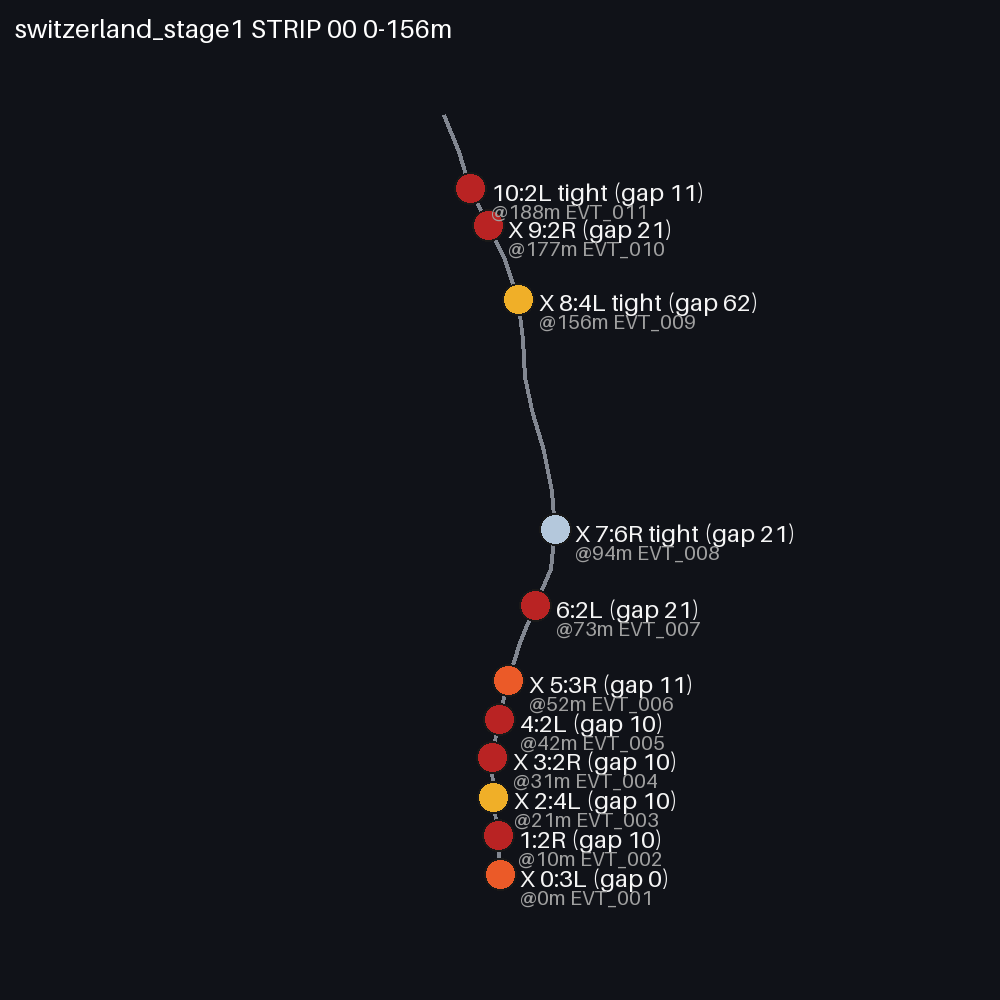 switzerland_stage1 STRIP 00 0-156m
10:2L tight (gap 11)
@188m EVT_011
X 9:2R (gap 21)
@177m EVT_010
X 8:4L tight (gap 62)
@156m EVT_009
X 7:6R tight (gap 21)
@94m EVT_008
6:2L (gap 21)
@73m EVT_007
X 5:3R (gap 11)
@52m EVT_006
4:2L (gap 10)
@42m EVT_005
X 3:2R (gap 10)
@31m EVT_004
X 2:4L (gap 10)
@21m EVT_003
1:2R (gap 10)
@10m EVT_002
X 0:3L (gap 0)
@0m EVT_001